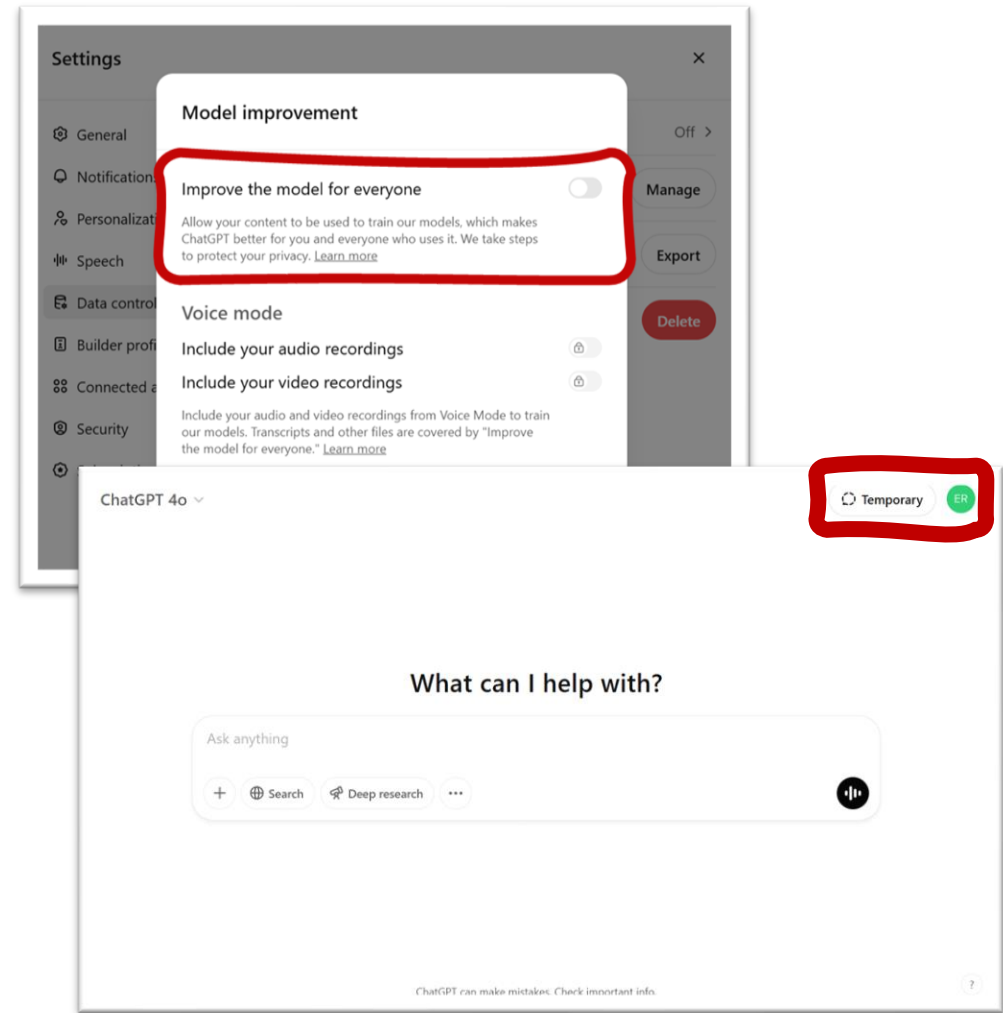 Settings
Model improvement
General
Off
Notification
Improve the model for everyone
Manage
Personalizat
Allow your content to be used to train our models, which makes
ChatGPT better for you and everyone who uses it. We take steps
to protect your privacy. Learn more
Speech
Export
Data control
Voice mode
Delete
Builder profi
Include your audio recordings
Connected a
Include your video recordings
Security
Include your audio and video recordings from Voice Mode to train
our models. Transcripts and other files are covered by "Improve
the model for everyone." Learn more
ChatGPT 4o
Temporary
ER
What can I help with?
Ask anything
Search
Deep research
ChatGPT can make mistakes. Check important info.
?